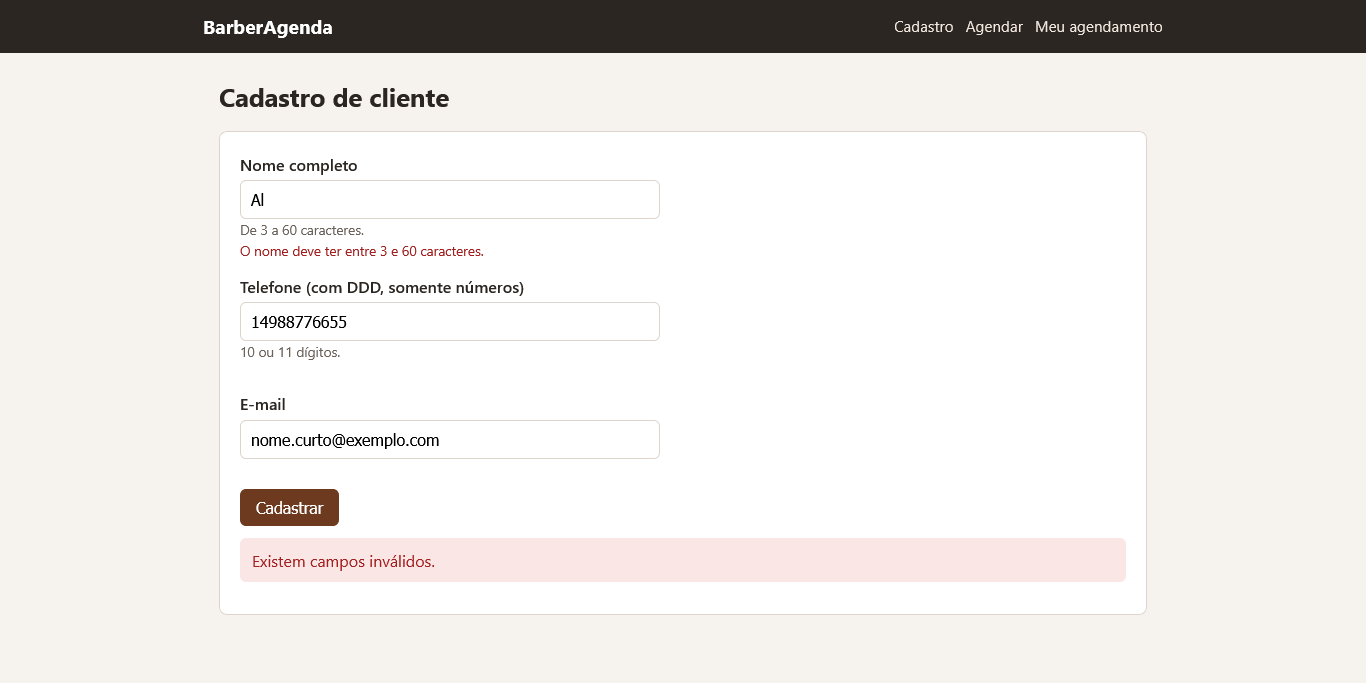 BarberAgenda
Cadastro Agendar Meu agendamento
Cadastro de cliente
Nome completo
Al
De 3 a 60 caracteres.
O nome deve ter entre 3 e 60 caracteres.
Telefone (com DDD, somente números)
14988776655
10 ou 11 dígitos.
E-mail
nome.curto@exemplo.com
Cadastrar
Existem campos inválidos.